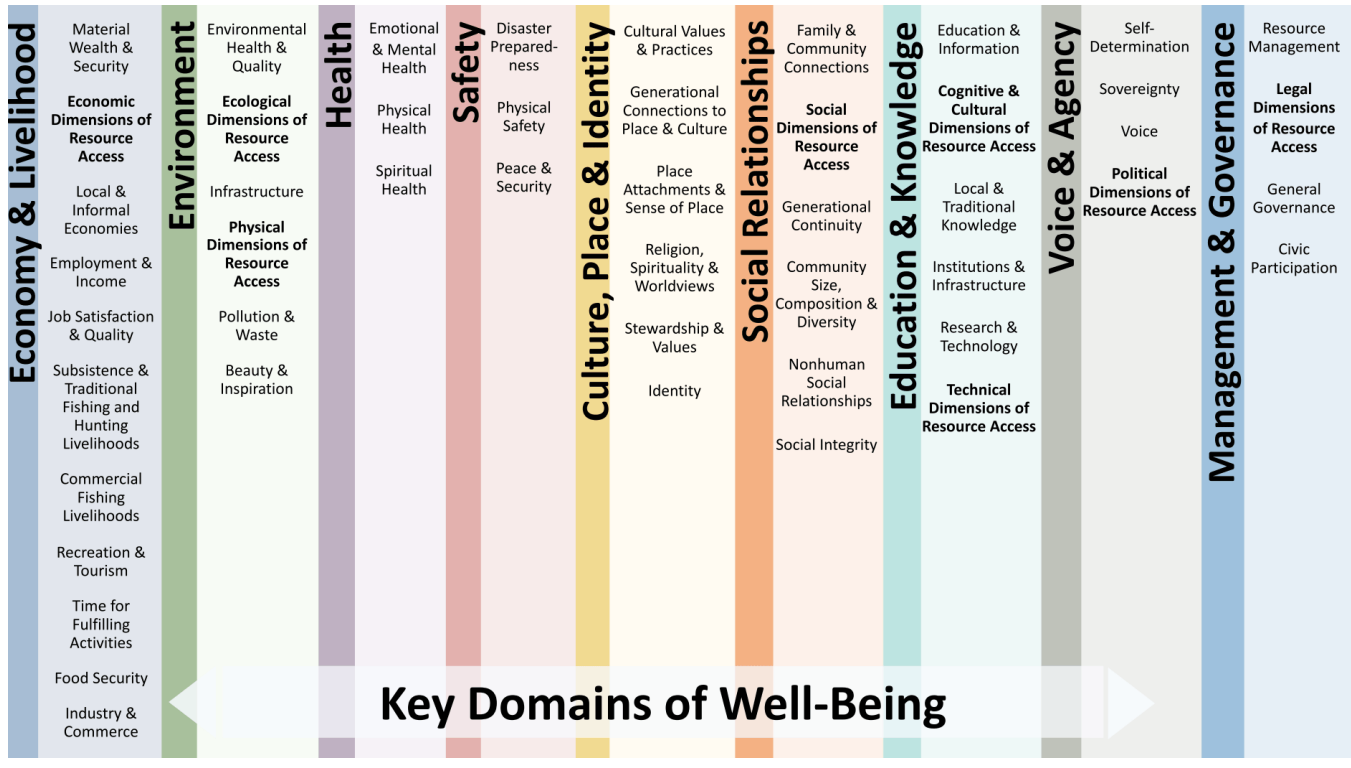 Economy & Livelihood
Material
Wealth &
Security
Economic
Dimensions of
Resource
Access
Local &
Informal
Economies
Employment &
Income
Job Satisfaction
& Quality
Subsistence &
Traditional
Fishing and
Hunting
Livelihoods
Commercial
Fishing
Livelihoods
Recreation &
Tourism
Time for
Fulfilling
Activities
Food Security
Industry &
Commerce
Environment
Environmental
Health &
Quality
Ecological
Dimensions of
Resource
Access
Infrastructure
Physical
Dimensions of
Resource
Access
Pollution &
Waste
Beauty &
Inspiration
Health
Emotional
& Mental
Health
Physical
Health
Spiritual
Health
Safety
Disaster
Prepared-
ness
Physical
Safety
Peace &
Security
Culture, Place & Identity
Cultural Values
& Practices
Generational
Connections to
Place & Culture
Place
Attachments &
Sense of Place
Religion,
Spirituality &
Worldviews
Stewardship &
Values
Identity
Social Relationships
Family &
Community
Connections
Social
Dimensions of
Resource
Access
Generational
Continuity
Community
Size,
Composition &
Diversity
Nonhuman
Social
Relationships
Social Integrity
Education & Knowledge
Education &
Information
Cognitive &
Cultural
Dimensions of
Resource Access
Local &
Traditional
Knowledge
Institutions &
Infrastructure
Research &
Technology
Technical
Dimensions of
Resource Access
Voice & Agency
Self-
Determination
Sovereignty
Voice
Political
Dimensions of
Resource Access
Management & Governance
Resource
Management
Legal
Dimensions
of Resource
Access
General
Governance
Civic
Participation
Key Domains of Well-Being